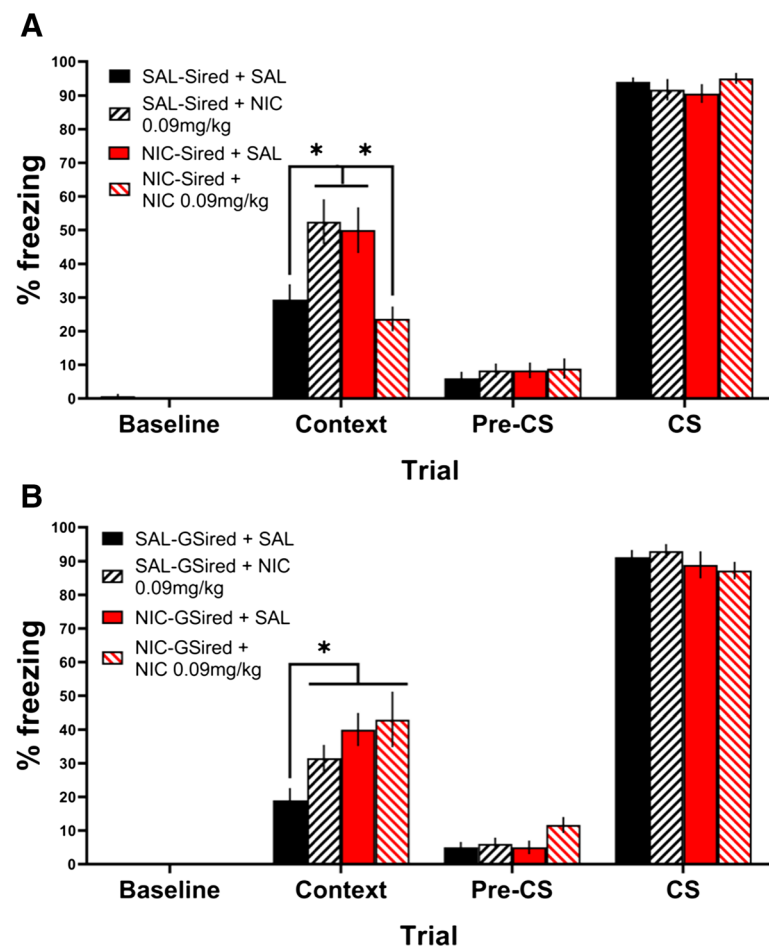 A
100
90
80
70
60
50
40
30
20
10
0
% freezing
SAL-Sired + SAL
SAL-Sired + NIC
0.09mg/kg
NIC-Sired + SAL
NIC-Sired +
NIC 0.09mg/kg
* *
Baseline Context Pre-CS CS
Trial
B
100
90
80
70
60
50
40
30
20
10
0
% freezing
SAL-GSired + SAL
SAL-GSired + NIC
0.09mg/kg
NIC-GSired + SAL
NIC-GSired +
NIC 0.09mg/kg
*
Baseline Context Pre-CS CS
Trial